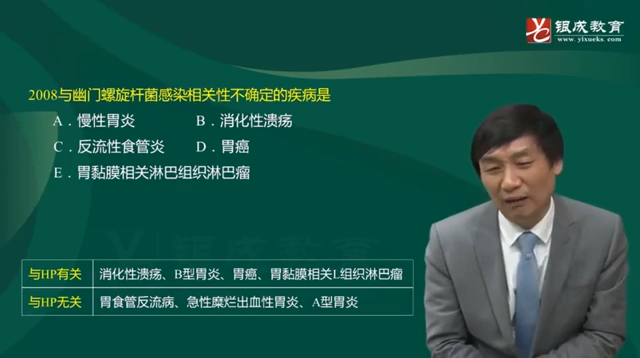 银成教育
www.yixueks.com
2008与幽门螺旋杆菌感染相关性不确定的疾病是
A．慢性胃炎 B．消化性溃疡
C．反流性食管炎 D．胃癌
E．胃黏膜相关淋巴组织淋巴瘤
银成教育
与HP有关 消化性溃疡、B型胃炎、胃癌、胃黏膜相关L组织淋巴瘤
与HP无关 胃食管反流病、急性糜烂出血性胃炎、A型胃炎